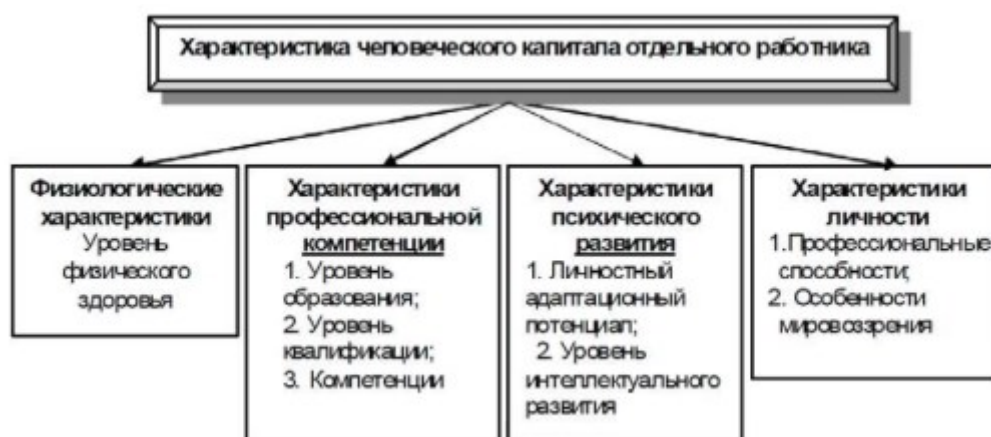 Характеристика человеческого капитала отдельного работника
Физиологические
характеристики
Уровень
физического
здоровья
Характеристики
профессиональной
компетенции
1. Уровень
образования;
2. Уровень
квалификации;
3. Компетенции
Характеристики
психического
развития
1. Личностный
адаптационный
потенциал;
2. Уровень
интеллектуального
развития
Характеристики
личности
1.Профессиональные
способности;
2. Особенности
мировоззрения